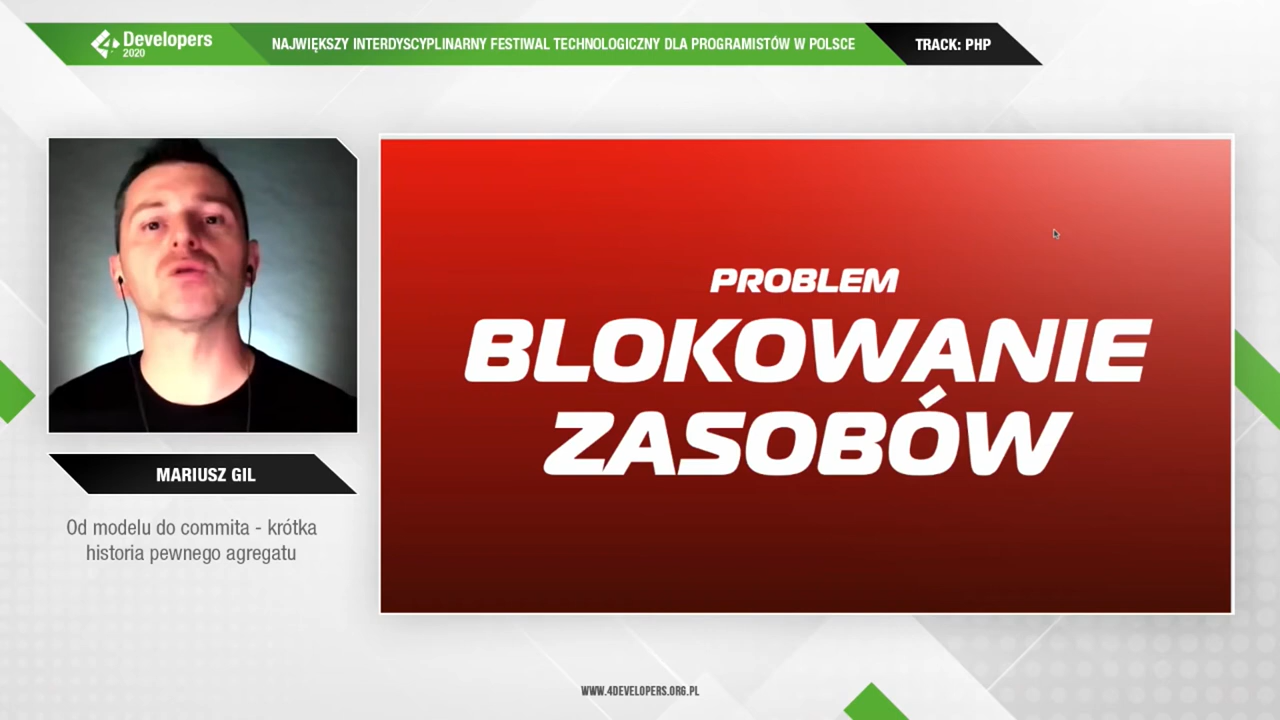 4 Developers
2020
NAJWIĘKSZY INTERDYSCYPLINARNY FESTIWAL TECHNOLOGICZNY DLA PROGRAMISTÓW W POLSCE
TRACK: PHP
PROBLEM
BLOKOWANIE
ZASOBÓW
MARIUSZ GIL
Od modelu do commita - krótka
historia pewnego agregatu
WWW.4DEVELOPERS.ORG.PL